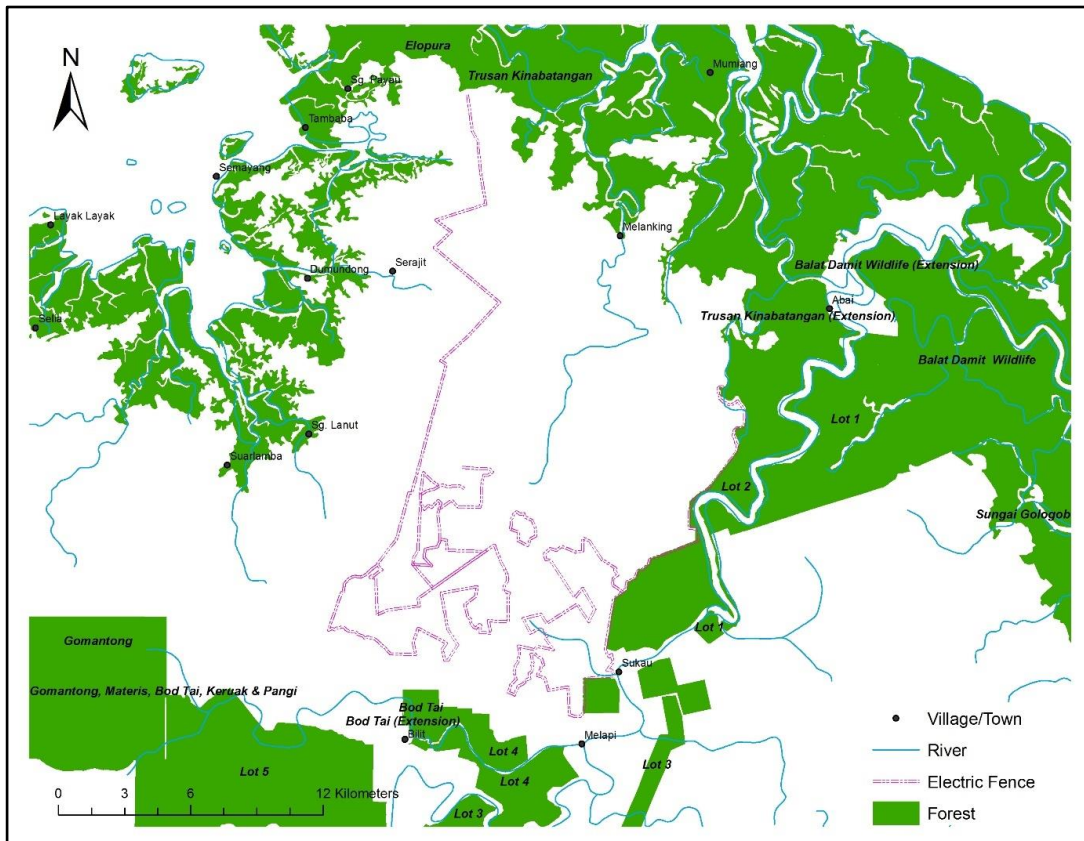 N
Elopura
Trusan Kinabatangan
Mumiang
Sg. Payau
Tambaba
Semayang
Layak Layak
Melanking
Serajit
Dumundong
Balat Damit Wildlife (Extension)
Abai
Trusan Kinabatangan (Extension)
Selia
Balat Damit Wildlife
Lot 1
Sg. Lanut
Suarlamba
Lot 2
Sungai Gologob
Lot 1
Gomantong
Sukau
Gomantong, Materis, Bod Tai, Keruak & Pangi
Bod Tai
Bod Tai (Extension)
Bilit
Lot 4
Melapi
Lot 3
Lot 5
Lot 4
Lot 3
0 3 6 12 Kilometers
Village/Town
River
Electric Fence
Forest